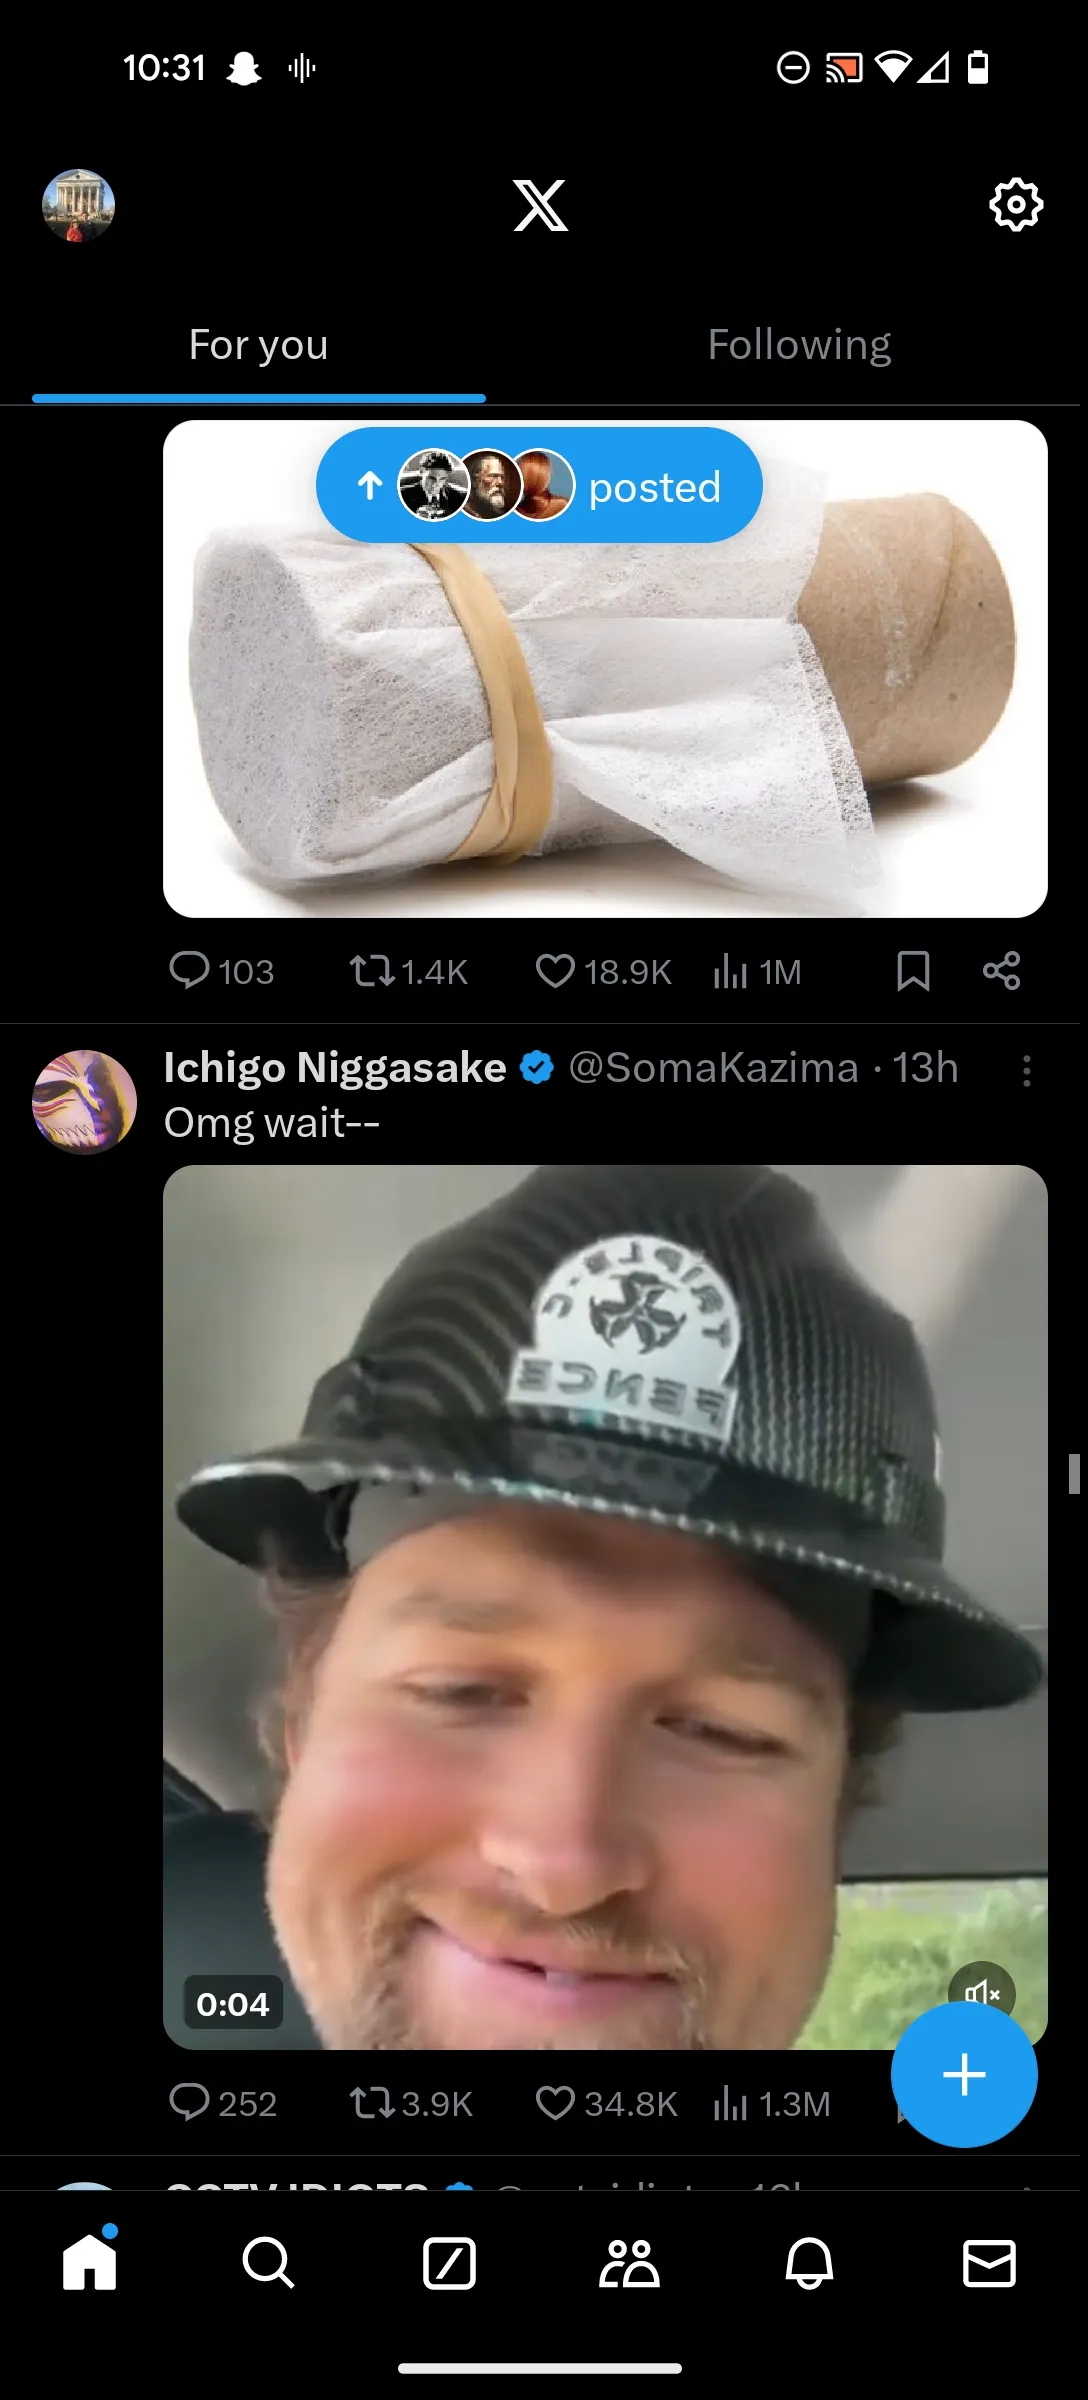 10:31
For you
Following
posted
103 1.4K 18.9K 1M
Ichigo Niggasake @SomaKazima · 13h
Omg wait--
TRIPLE-C
FENCE
0:04
252 3.9K 34.8K 1.3M